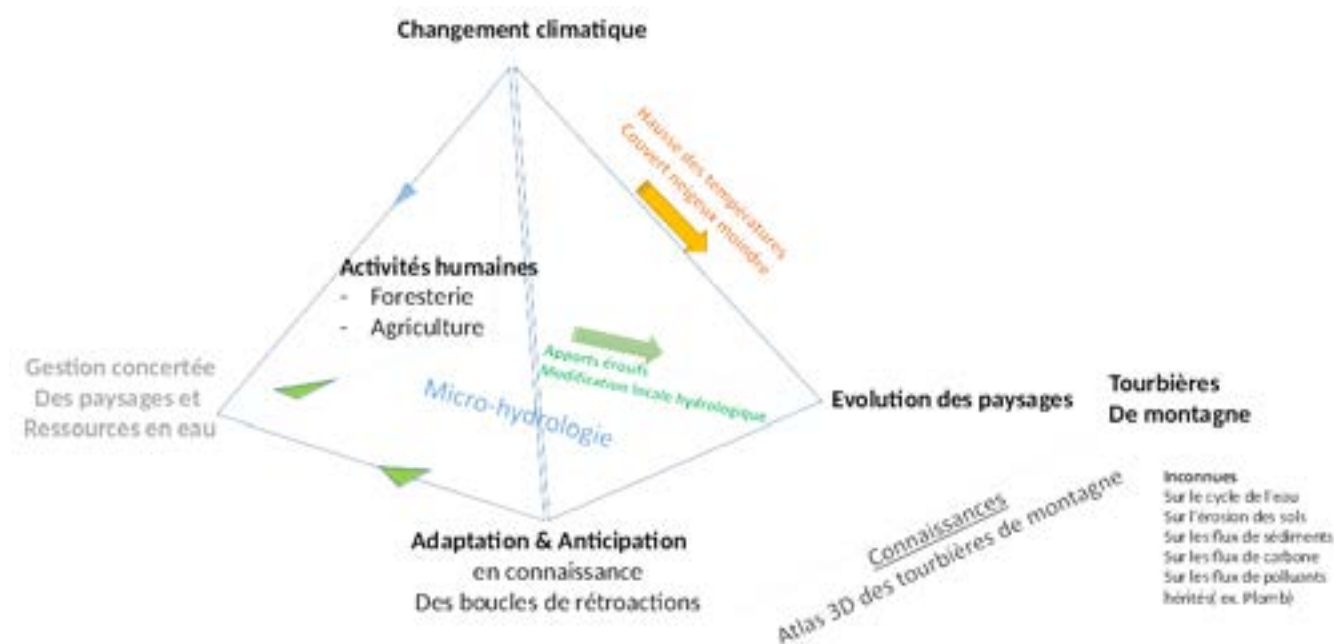 Changement climatique
Hausse des températures
Couvert neigeux moindre
Activités humaines
- Foresterie
- Agriculture
Apports érosifs
Modification locale hydrologique
Micro-hydrologie
Gestion concertée
Des paysages et
Ressources en eau
Evolution des paysages
Tourbières
De montagne
Adaptation & Anticipation
en connaissance
Des boucles de rétroactions
Connaissances
Atlas 3D des tourbières de montagne
Inconnues
Sur le cycle de l'eau
Sur l'érosion des sols
Sur les flux de sédiments
Sur les flux de carbone
Sur les flux de polluants
hérités( ex. Plomb)